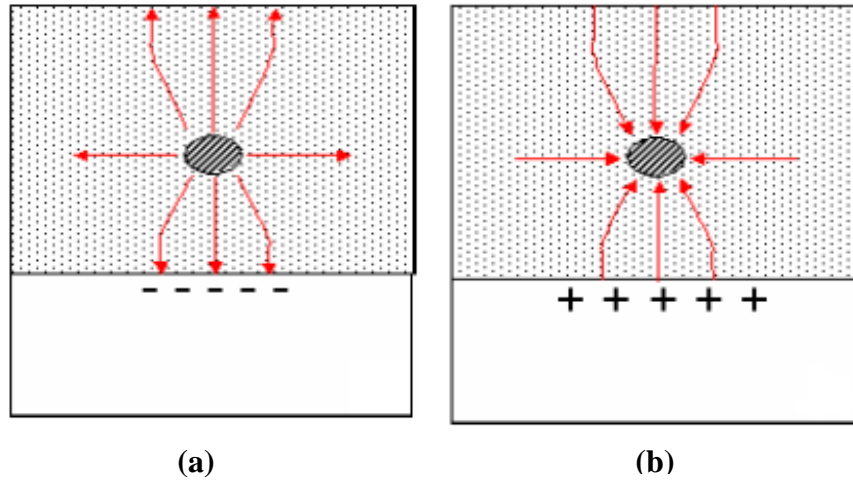 - - - - -
+ + + + +
(a)
(b)